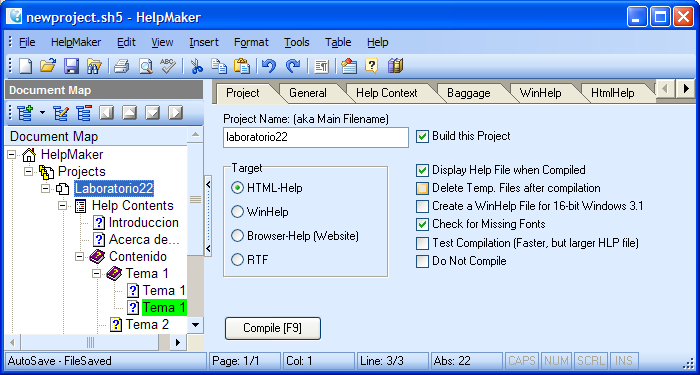 newproject.sh5 - HelpMaker
File HelpMaker Edit View Insert Format Tools Table Help
ABC
Document Map
Document Map
HelpMaker
Projects
Laboratorio22
Help Contents
Introduccion
Acerca de...
Contenido
Tema 1
Tema 1
Tema 1
Tema 2
Project General Help Context Baggage WinHelp HtmlHelp
Project Name: (aka Main Filename)
laboratorio22
Build this Project
Target
HTML-Help
WinHelp
Browser-Help (Website)
RTF
Display Help File when Compiled
Delete Temp. Files after compilation
Create a WinHelp File for 16-bit Windows 3.1
Check for Missing Fonts
Test Compilation (Faster, but larger HLP file)
Do Not Compile
Compile [F9]
AutoSave - FileSaved Page: 1/1 Col: 1 Line: 3/3 Abs: 22 CAPS NUM SCRL INS